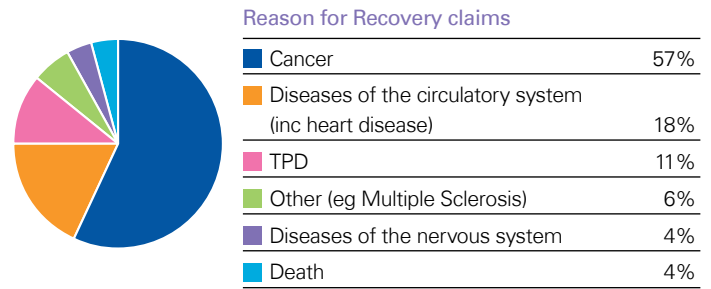 Reason for Recovery claims
Cancer 57%
Diseases of the circulatory system
(inc heart disease) 18%
TPD 11%
Other (eg Multiple Sclerosis) 6%
Diseases of the nervous system 4%
Death 4%